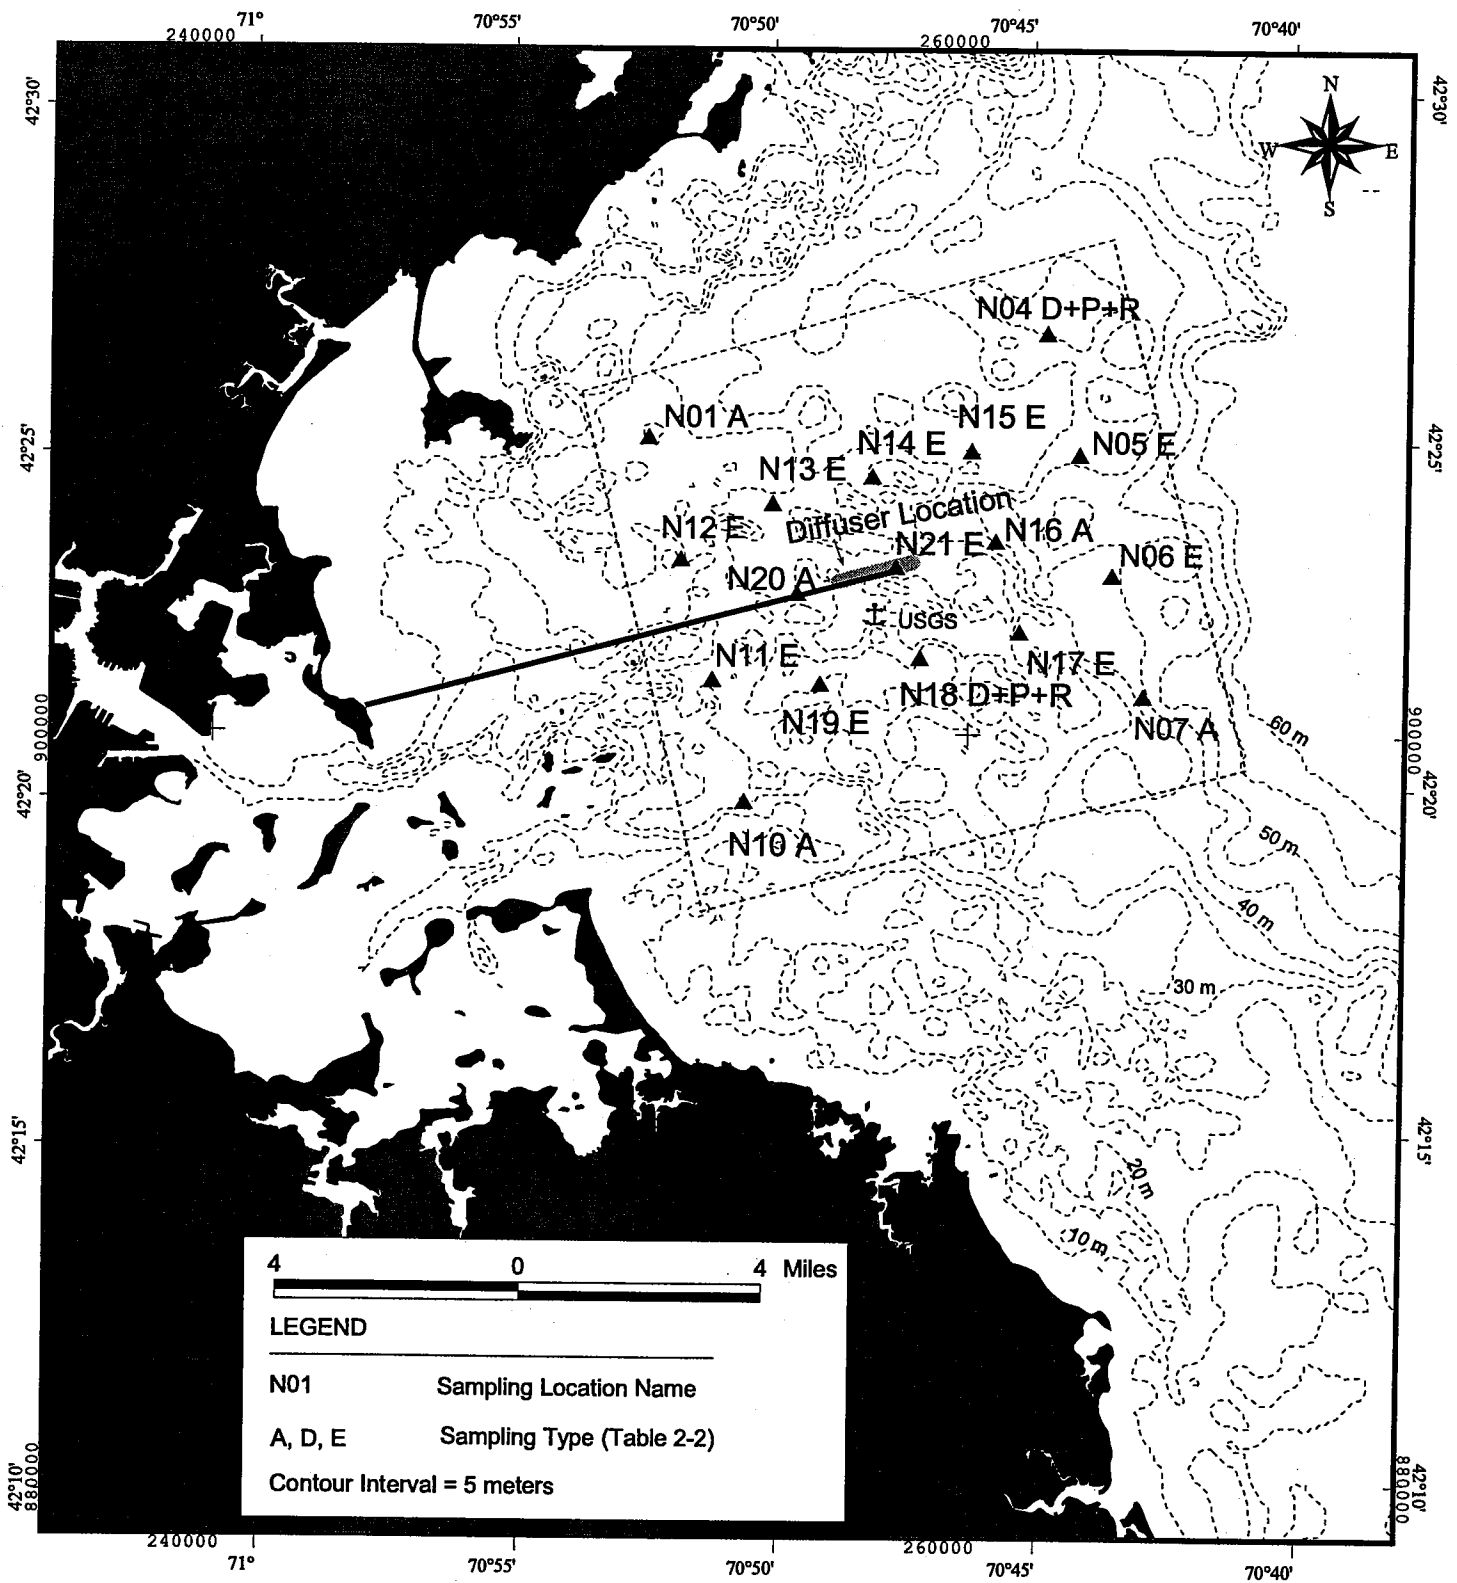 71° 70°55' 70°50' 70°45' 70°40'
240000 260000
42°30' 42°30'
N
W E
S
N04 D+P+R
N01 A
N15 E
N14 E
N05 E
42°25' 42°25'
N13 E
Diffuser Location
N12 E
N16 A
N21 E
N06 E
N20 A
USGS
N11 E
N17 E
N18 D+P+R
N19 E
N07 A
60 m
900000 900000
42°20' 42°20'
N10 A
50 m
40 m
30 m
42°15' 42°15'
20 m
10 m
4 0 4 Miles
LEGEND
N01 Sampling Location Name
A, D, E Sampling Type (Table 2-2)
Contour Interval = 5 meters
42°10' 42°10'
880000 880000
240000 260000
71° 70°55' 70°50' 70°45' 70°40'